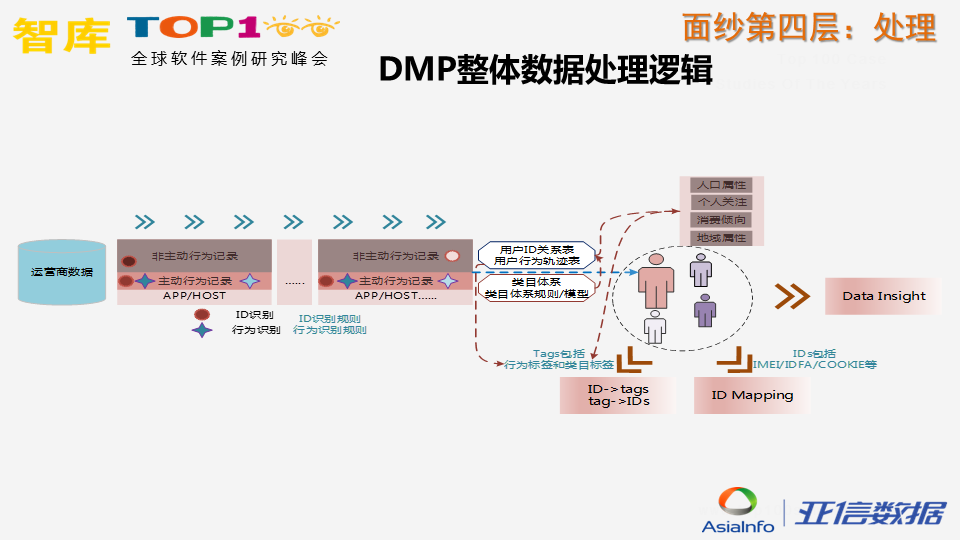 智库
TOP1
全球软件案例研究峰会
面纱第四层：处理
DMP整体数据处理逻辑
人口属性
个人关注
消费倾向
地域属性
运营商数据
非主动行为记录
主动行为记录
APP/HOST
......
非主动行为记录
主动行为记录
APP/HOST......
用户ID关系表
用户行为轨迹表
类目体系
类目体系规则/模型
Data Insight
ID识别
ID识别规则
行为识别
行为识别规则
Tags包括
行为标签和类目标签
IDs包括
IMEI/IDFA/COOKIE等
ID->tags
tag->IDs
ID Mapping
AsiaInfo
亚信数据